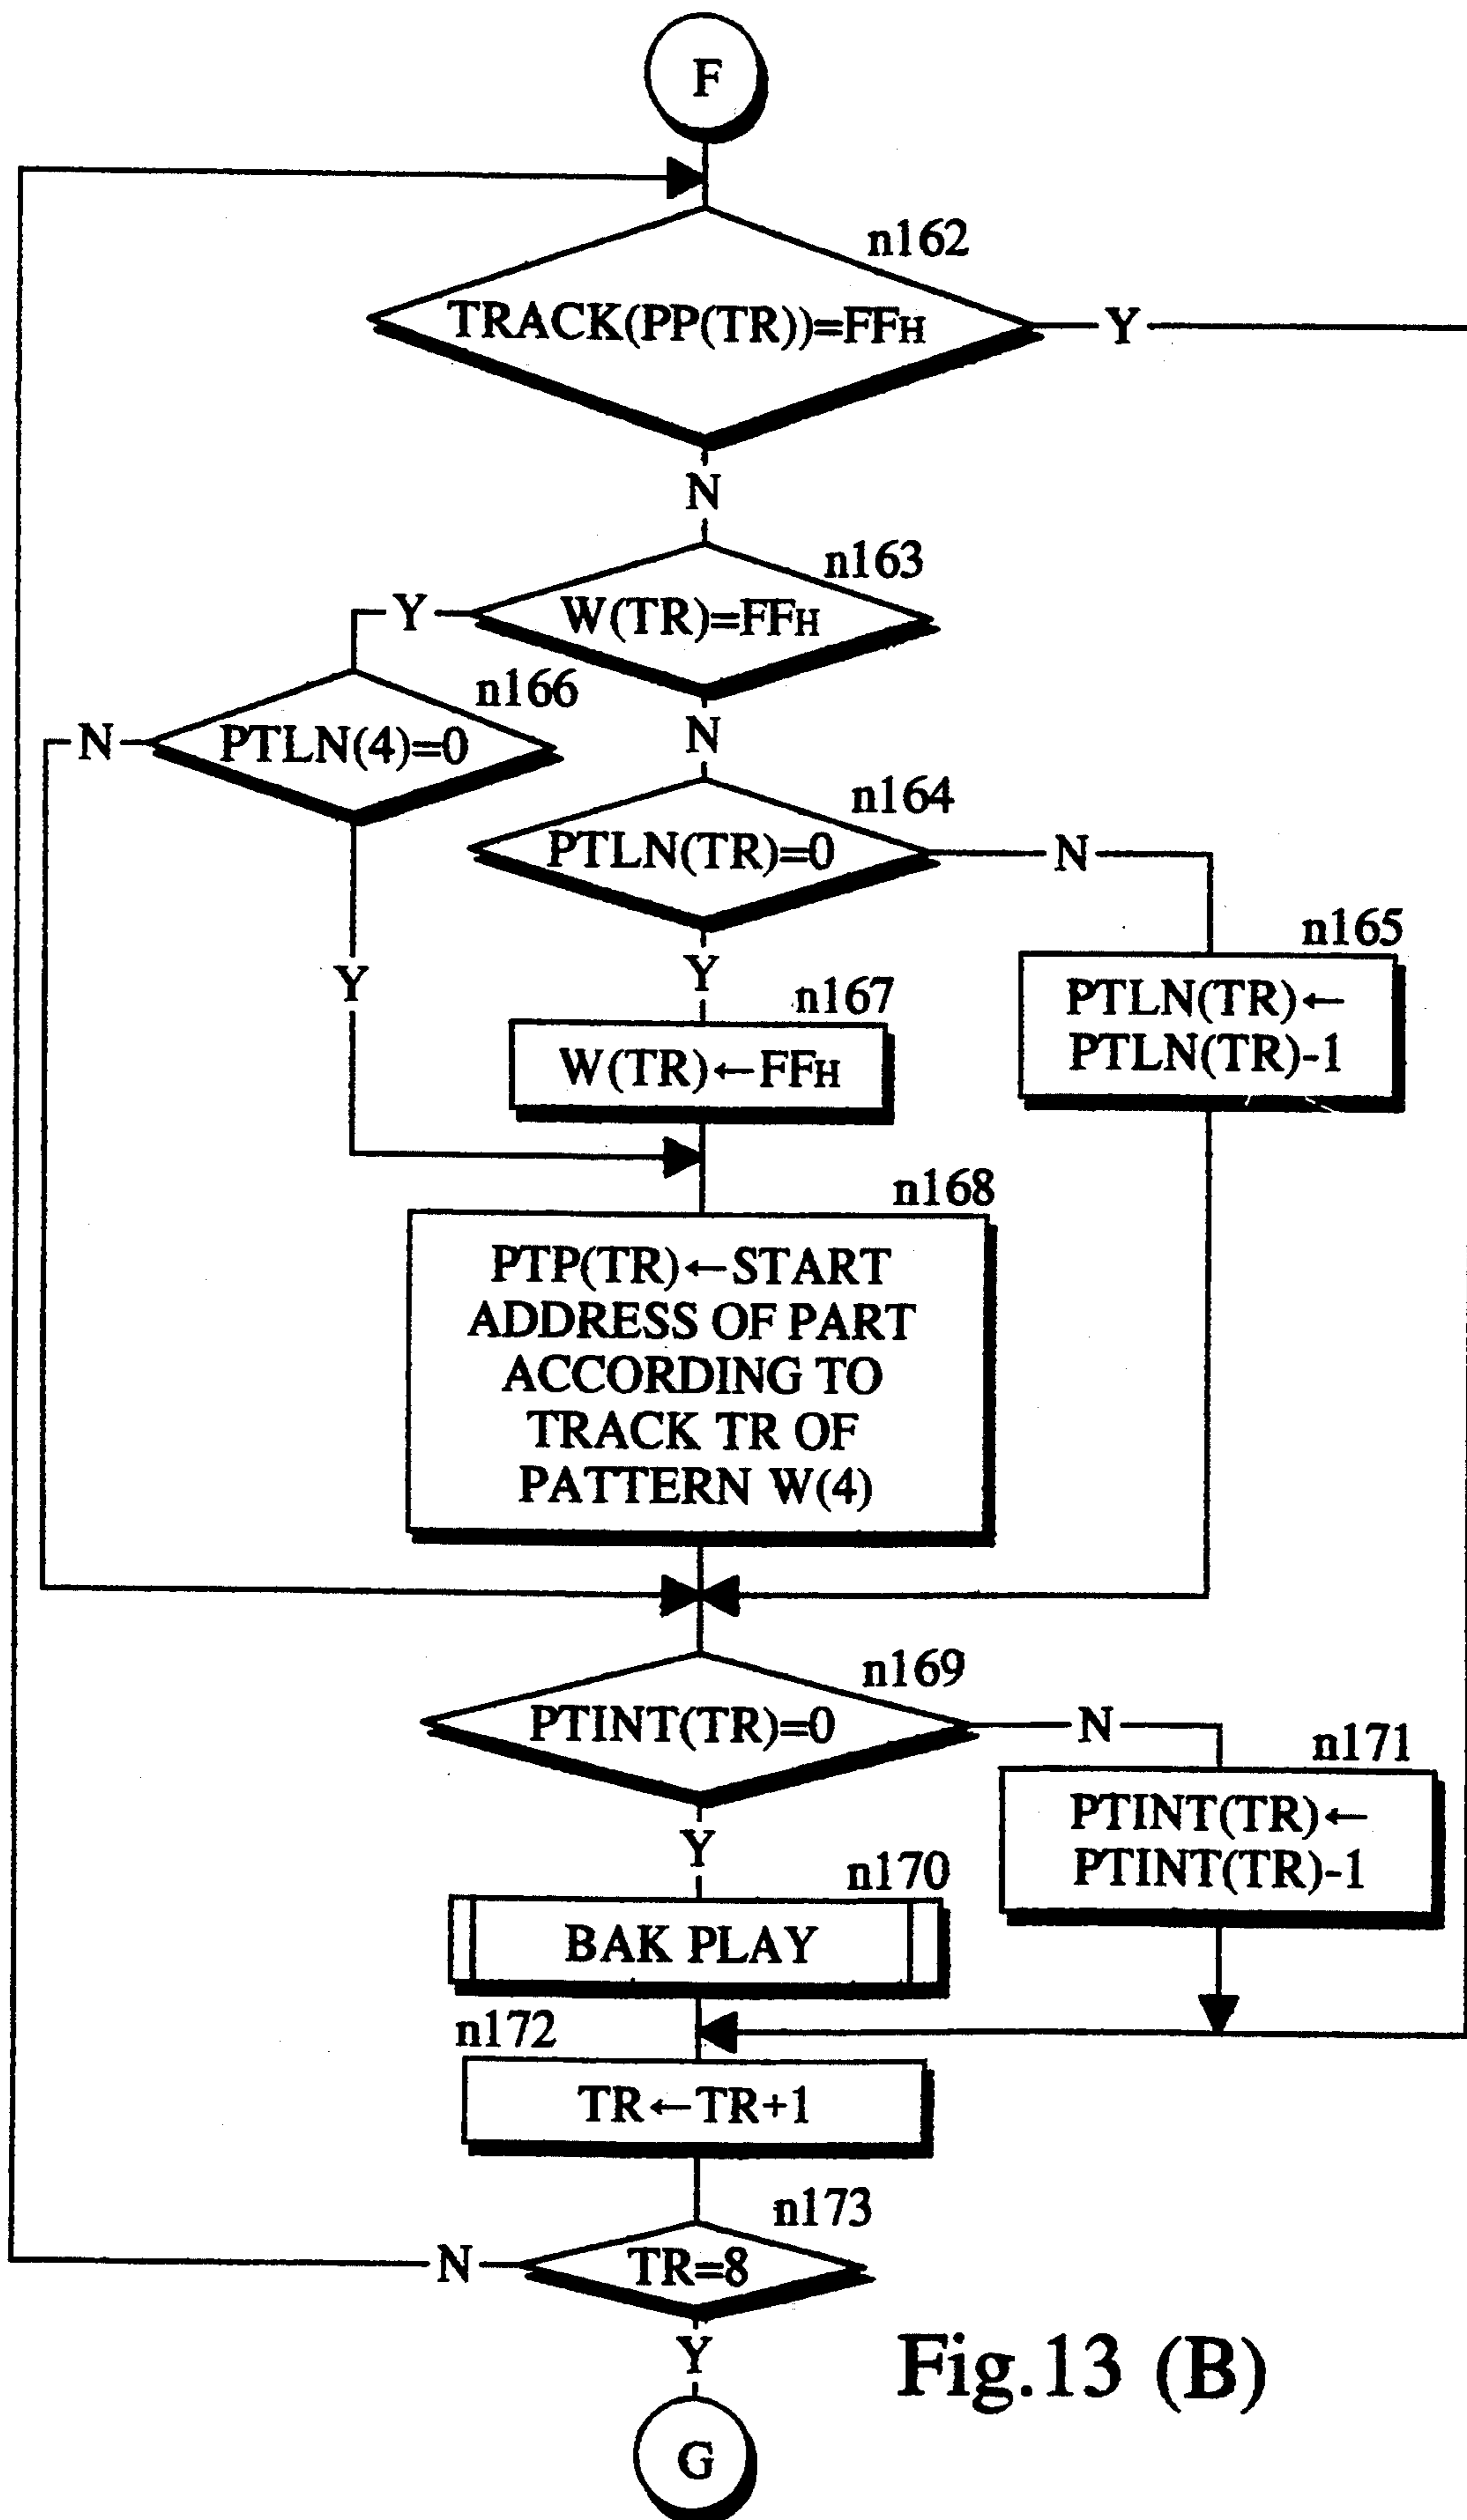 F
n162
TRACK(PP(TR))=FFH
Y
N
n163
Y
W(TR)=FFH
n166
N
PTLN(4)=0
N
n164
PTLN(TR)=0
N
n165
Y
Y
PTLN(TR)←
PTLN(TR)-1
n167
W(TR)←FFH
n168
PTP(TR)←START
ADDRESS OF PART
ACCORDING TO
TRACK TR OF
PATTERN W(4)
n169
PTINT(TR)=0
N
n171
Y
PTINT(TR)←
PTINT(TR)-1
n170
BAK PLAY
n172
TR←TR+1
n173
N
TR=8
Y
Fig.13 (B)
G